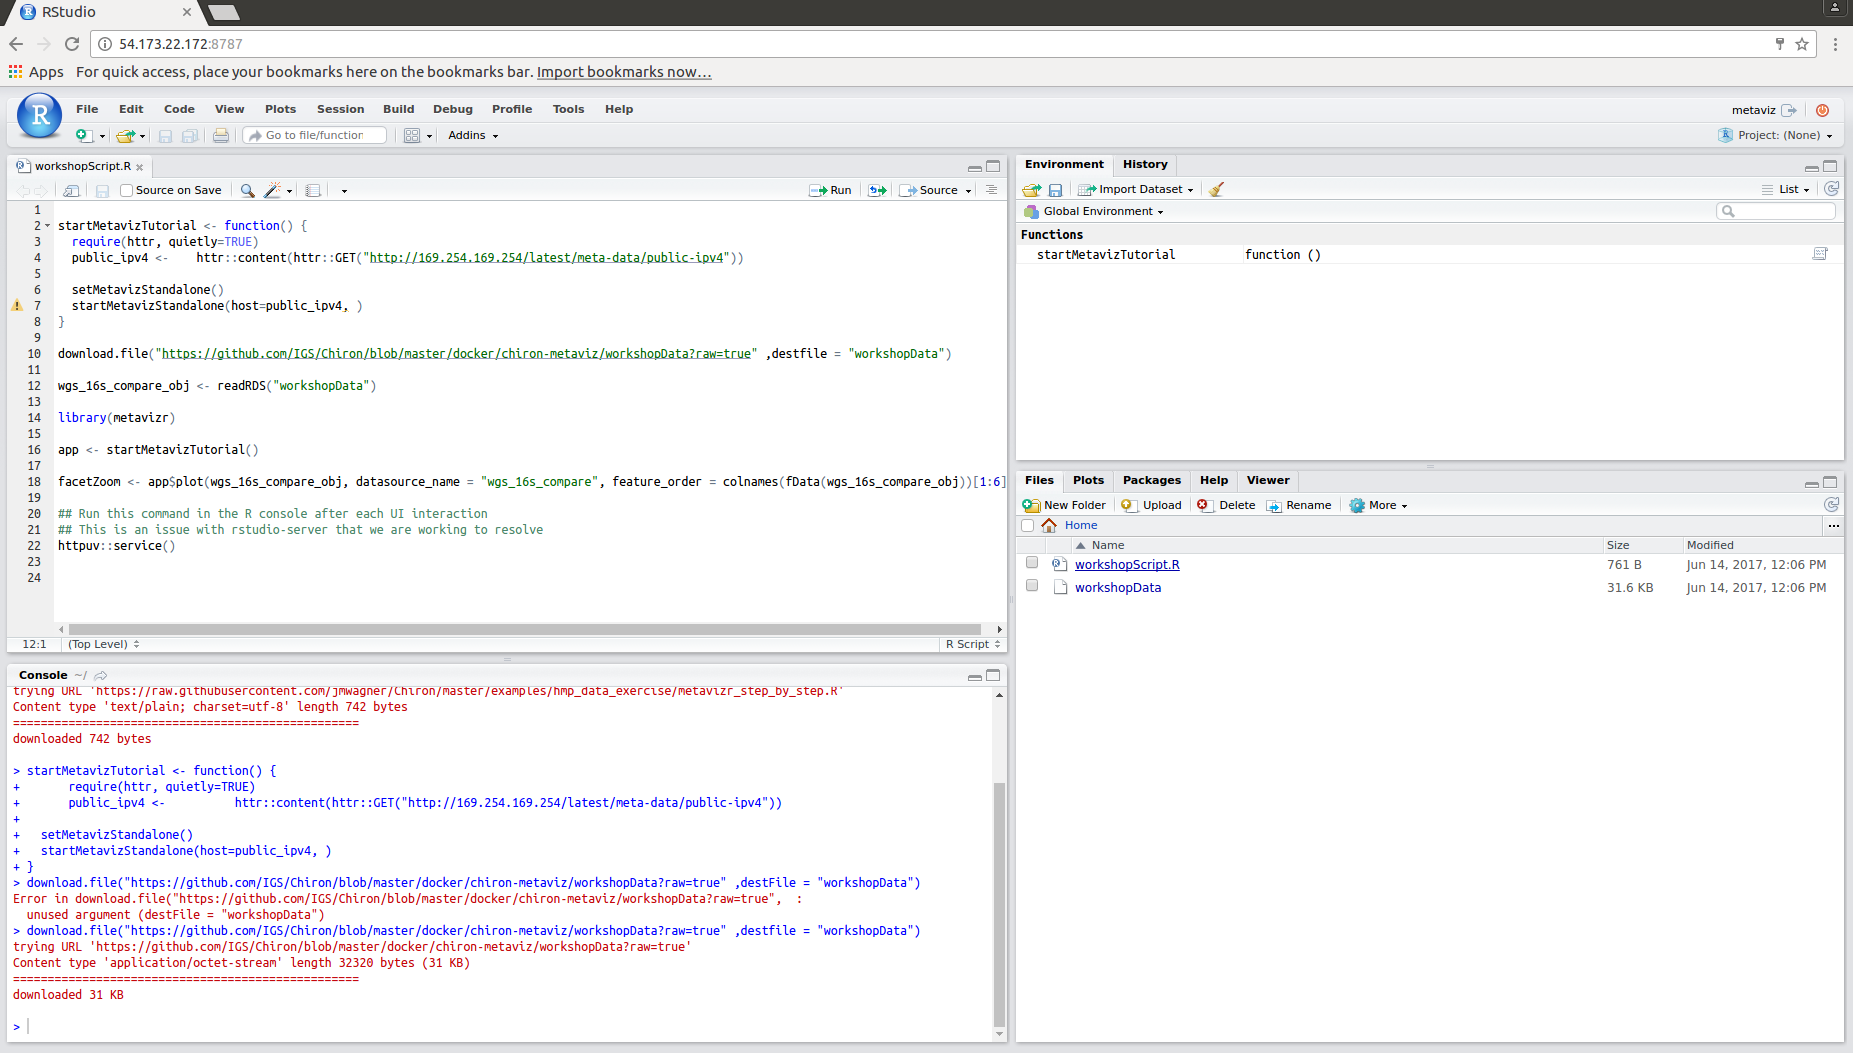 RStudio
54.173.22.172:8787
Apps For quick access, place your bookmarks here on the bookmarks bar. Import bookmarks now...
File Edit Code View Plots Session Build Debug Profile Tools Help
metaviz
Go to file/function
Addins
Project: (None)
workshopScript.R
Source on Save
Run
Source
1
2 startMetavizTutorial <- function() {
3 require(httr, quietly=TRUE)
4 public_ipv4 <- httr::content(httr::GET("http://169.254.169.254/latest/meta-data/public-ipv4"))
5
6 setMetavizStandalone()
7 startMetavizStandalone(host=public_ipv4, )
8 }
9
10 download.file("https://github.com/IGS/Chiron/blob/master/docker/chiron-metaviz/workshopData?raw=true" ,destfile = "workshopData")
11
12 wgs_16s_compare_obj <- readRDS("workshopData")
13
14 library(metavizr)
15
16 app <- startMetavizTutorial()
17
18 facetZoom <- app$plot(wgs_16s_compare_obj, datasource_name = "wgs_16s_compare", feature_order = colnames(fData(wgs_16s_compare_obj))[1:6]
19
20 ## Run this command in the R console after each UI interaction
21 ## This is an issue with rstudio-server that we are working to resolve
22 httpuv::service()
23
24
12:1 (Top Level) R Script
Console ~/
trying URL 'https://raw.githubusercontent.com/jmwagner/Chiron/master/examples/hmp_data_exercise/metavizr_step_by_step.R'
Content type 'text/plain; charset=utf-8' length 742 bytes
==================================================
downloaded 742 bytes
> startMetavizTutorial <- function() {
+ require(httr, quietly=TRUE)
+ public_ipv4 <- httr::content(httr::GET("http://169.254.169.254/latest/meta-data/public-ipv4"))
+
+ setMetavizStandalone()
+ startMetavizStandalone(host=public_ipv4, )
+ }
> download.file("https://github.com/IGS/Chiron/blob/master/docker/chiron-metaviz/workshopData?raw=true" ,destFile = "workshopData")
Error in download.file("https://github.com/IGS/Chiron/blob/master/docker/chiron-metaviz/workshopData?raw=true", :
unused argument (destFile = "workshopData")
> download.file("https://github.com/IGS/Chiron/blob/master/docker/chiron-metaviz/workshopData?raw=true" ,destfile = "workshopData")
trying URL 'https://github.com/IGS/Chiron/blob/master/docker/chiron-metaviz/workshopData?raw=true'
Content type 'application/octet-stream' length 32320 bytes (31 KB)
==================================================
downloaded 31 KB
>
Environment History
Import Dataset
List
Global Environment
Functions
startMetavizTutorial function ()
Files Plots Packages Help Viewer
New Folder Upload Delete Rename More
Home
Name Size Modified
workshopScript.R 761 B Jun 14, 2017, 12:06 PM
workshopData 31.6 KB Jun 14, 2017, 12:06 PM